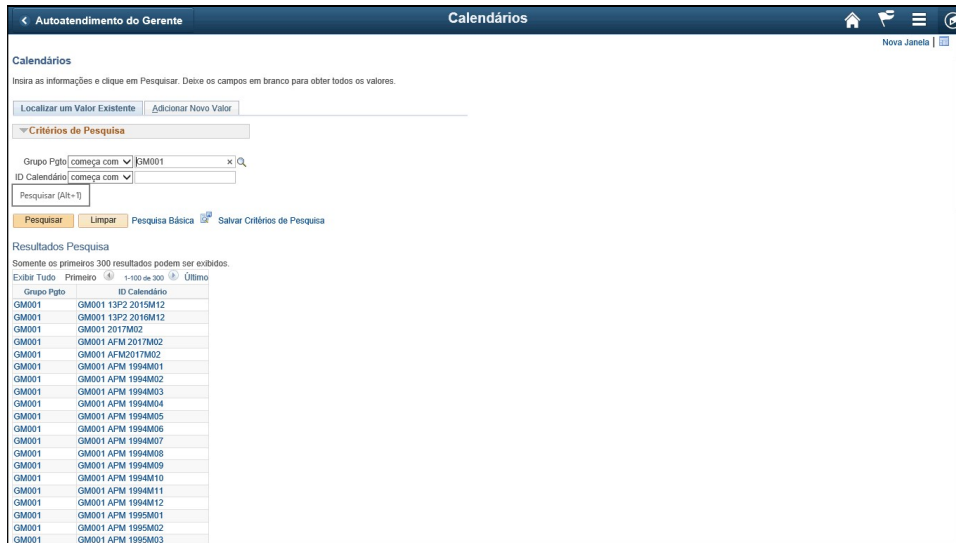 Autoatendimento do Gerente
Calendários
Nova Janela |
Calendários
Insira as informações e clique em Pesquisar. Deixe os campos em branco para obter todos os valores.
Localizar um Valor Existente Adicionar Novo Valor
Critérios de Pesquisa
Grupo Pgto começa com GM001 ×
ID Calendário começa com
Pesquisar (Alt+1)
Pesquisar Limpar Pesquisa Básica Salvar Critérios de Pesquisa
Resultados Pesquisa
Somente os primeiros 300 resultados podem ser exibidos.
Exibir Tudo Primeiro 1-100 de 300 Último
Grupo Pgto ID Calendário
GM001 GM001 13P2 2015M12
GM001 GM001 13P2 2016M12
GM001 GM001 2017M02
GM001 GM001 AFM 2017M02
GM001 GM001 AFM2017M02
GM001 GM001 APM 1994M01
GM001 GM001 APM 1994M02
GM001 GM001 APM 1994M03
GM001 GM001 APM 1994M04
GM001 GM001 APM 1994M05
GM001 GM001 APM 1994M06
GM001 GM001 APM 1994M07
GM001 GM001 APM 1994M08
GM001 GM001 APM 1994M09
GM001 GM001 APM 1994M10
GM001 GM001 APM 1994M11
GM001 GM001 APM 1994M12
GM001 GM001 APM 1995M01
GM001 GM001 APM 1995M02
GM001 GM001 APM 1995M03